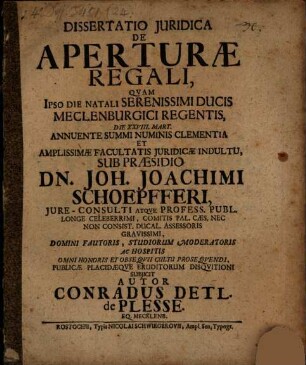 DISSERTATIO JURIDICA
DE
APERTURÆ
REGALI,
QVAM
IPSO DIE NATALI SERENISSIMI DUCIS
MECLENBURGICI REGENTIS,
DIE XXVIII. MART.
ANNUENTE SUMMI NUMINIS CLEMENTIA
ET
AMPLISSIMÆ FACULTATIS JURIDICÆ INDULTU,
SUB PRÆSIDIO
DN. JOH. JOACHIMI
SCHOEPFFERI,
JURE-CONSULTI ATQVE PROFESS. PUBL.
LONGE CELEBERRIMI, COMITIS PAL. CÆS. NEC
NON CONSIST. DUCAL. ASSESSORIS
GRAVISSIMI,
DOMINI FAUTORIS, STUDIORUM MODERATORIS
AC HOSPITIS
OMNI HONORIS ET OBSEQVII CULTU PROSEQVENDI,
PUBLICÆ PLACIDÆQVE ERUDITORUM DISQVITIONI
SUBJICIT
AUTOR
CONRADUS DETL.
de PLESSE.
EQ. MECKLENB.
ROSTOCHII, Typis NICOLAI SCHWIEGEROVII, Ampl. Sen. Typogr.